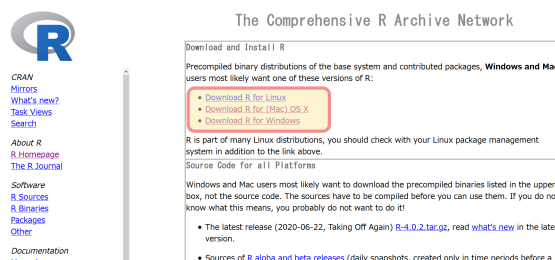 The Comprehensive R Archive Network
R
CRAN
Mirrors
What's new?
Task Views
Search
About R
R Homepage
The R Journal
Software
R Sources
R Binaries
Packages
Other
Documentation
Download and Install R
Precompiled binary distributions of the base system and contributed packages, Windows and Mac
users most likely want one of these versions of R:
• Download R for Linux
• Download R for (Mac) OS X
• Download R for Windows
R is part of many Linux distributions, you should check with your Linux package management
system in addition to the link above.
Source Code for all Platforms
Windows and Mac users most likely want to download the precompiled binaries listed in the upper
box, not the source code. The sources have to be compiled before you can use them. If you do no
know what this means, you probably do not want to do it!
• The latest release (2020-06-22, Taking Off Again) R-4.0.2.tar.gz, read what's new in the late
version.
• Sources of R alpha and beta releases (daily snapshots, created only in time periods before a